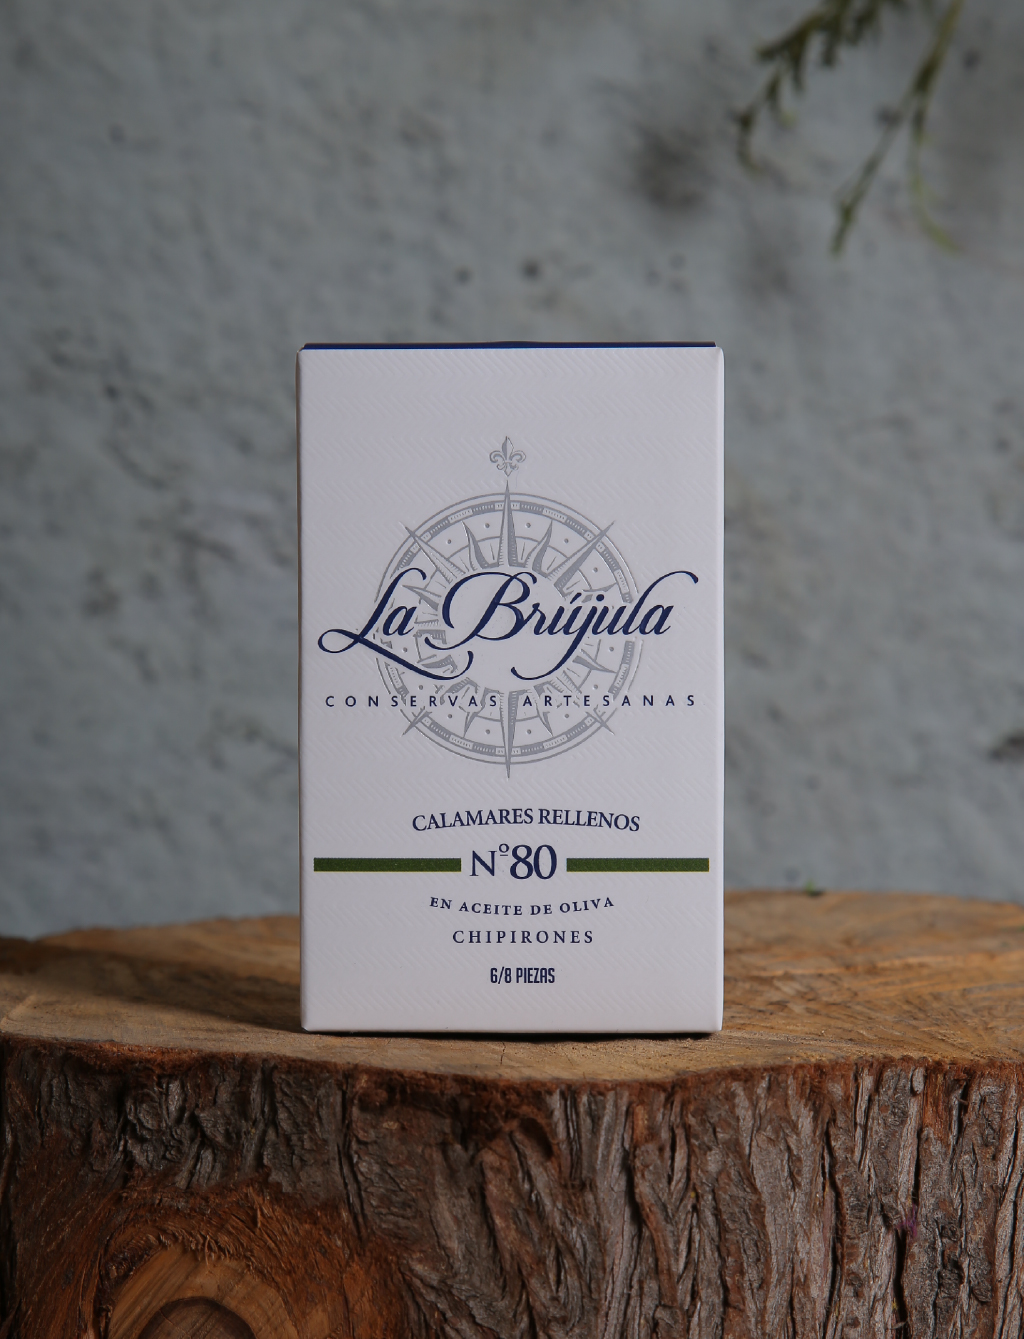 La Brújula
CONSERVAS ARTESANAS
CALAMARES RELLENOS
Nº80
EN ACEITE DE OLIVA
CHIPIRONES
6/8 PIEZAS